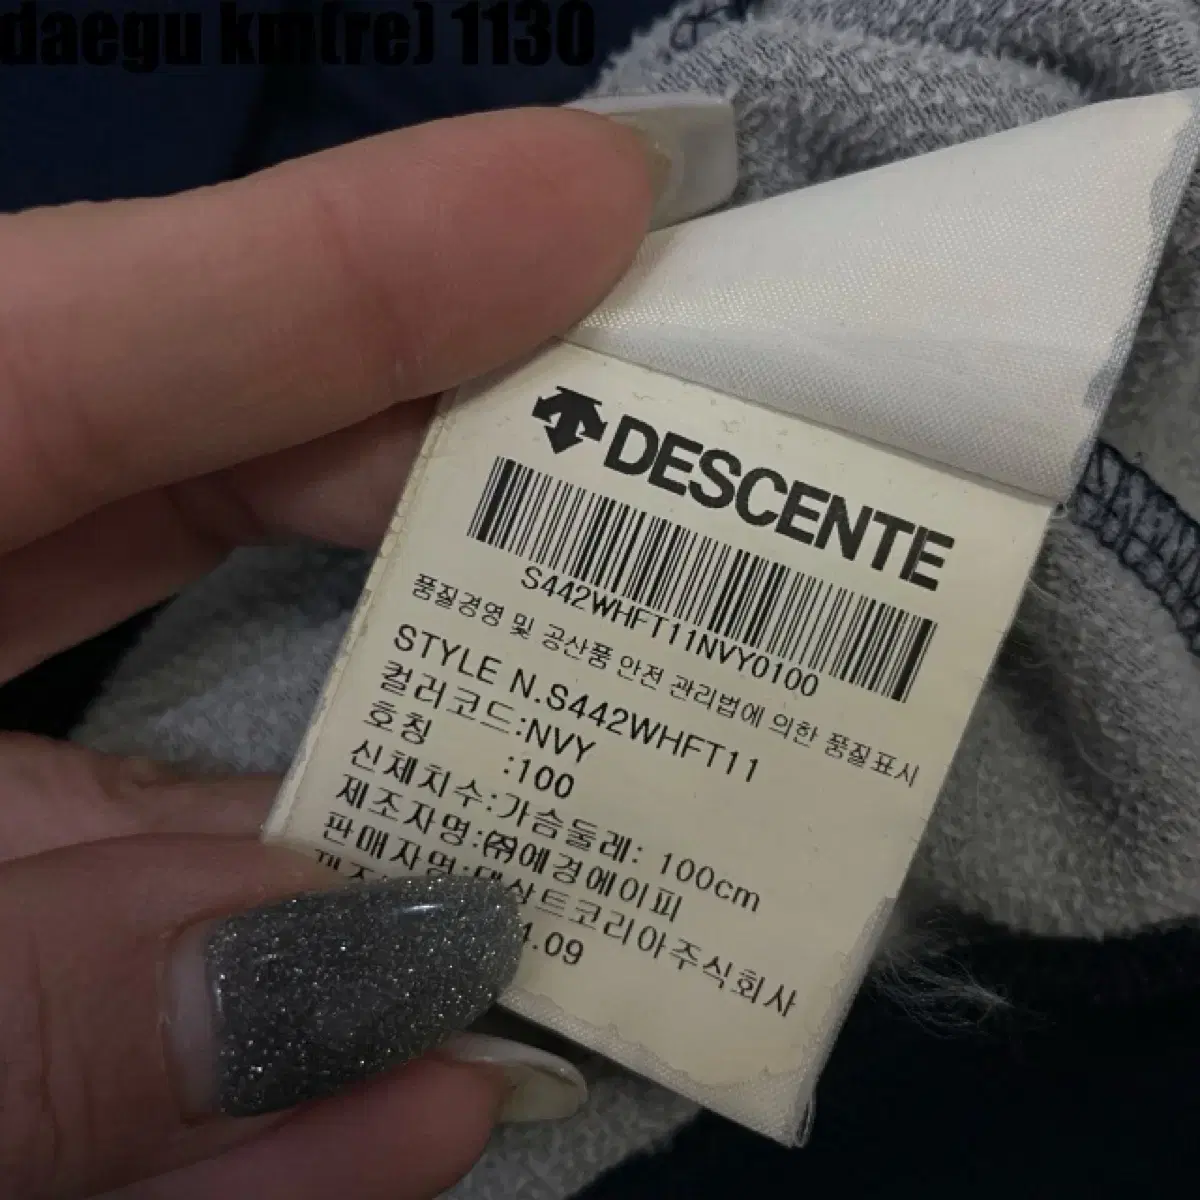 daegu km(re) 1130
DESCENTE
S442WHFT11NVY0100
품질경영 및 공산품 안전 관리법에 의한 품질표시
STYLE N.S442WHFT11
컬러코드:NVY
호칭 :100
신체치수:가슴둘레: 100cm
제조자명:㈜예경에이피
판매자명:데상트코리아주식회사
4.09